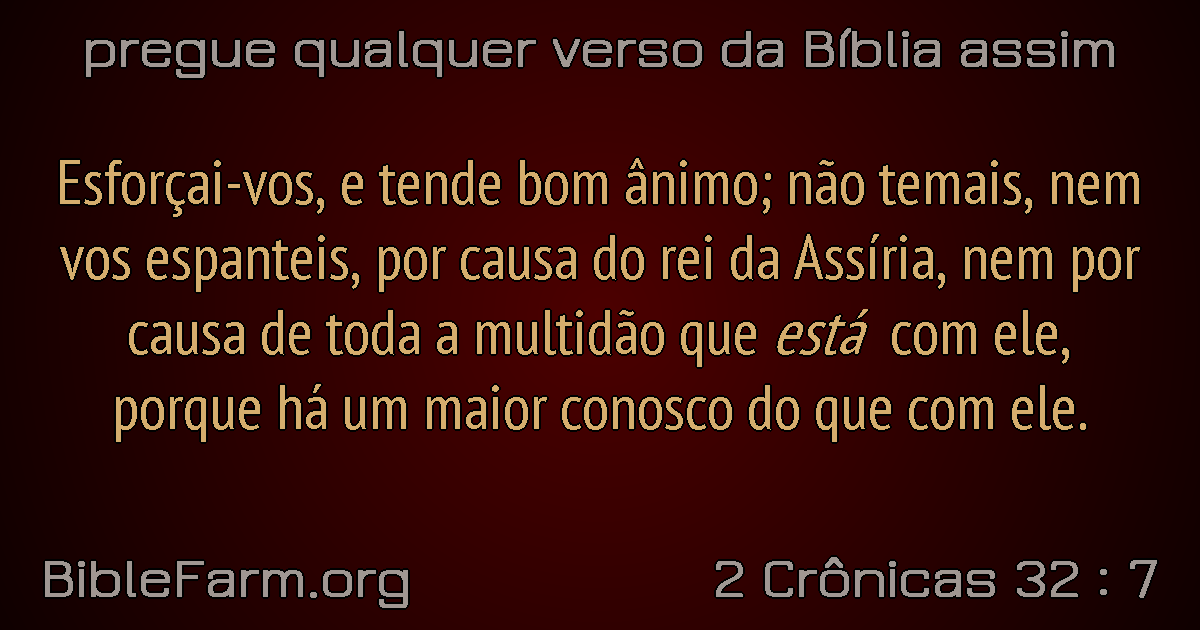 pregue qualquer verso da Bíblia assim
Esforçai-vos, e tende bom ânimo; não temais, nem
vos espanteis, por causa do rei da Assíria, nem por
causa de toda a multidão que está com ele,
porque há um maior conosco do que com ele.
BibleFarm.org
2 Crônicas 32 : 7